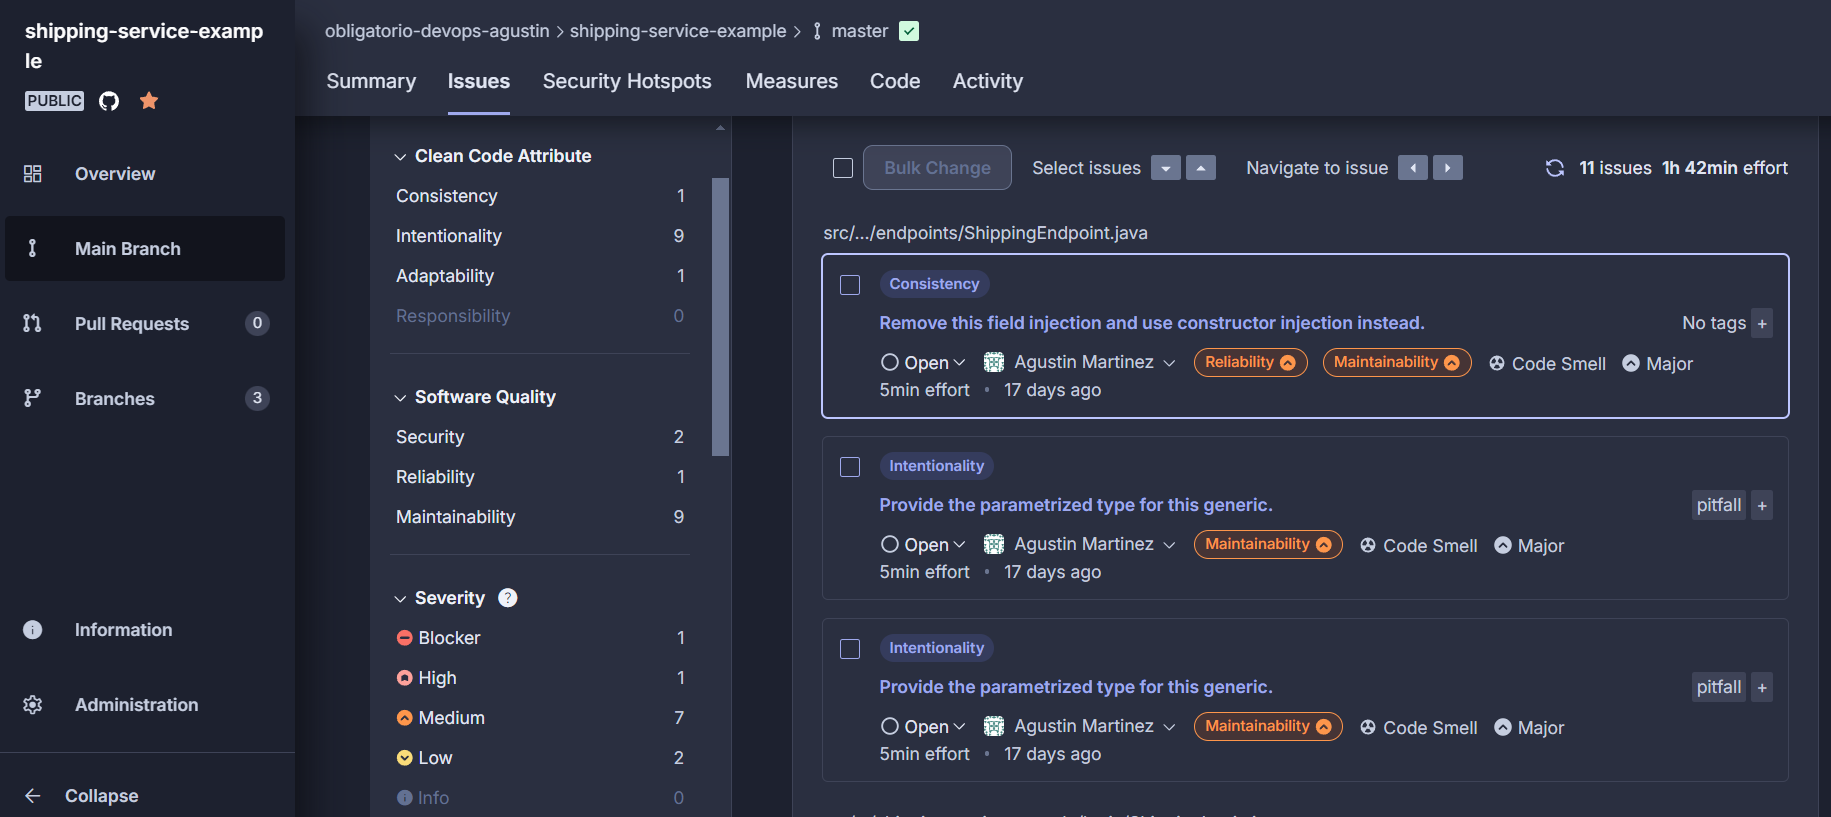 shipping-service-examp
le
PUBLIC
Overview
Main Branch
Pull Requests 0
Branches 3
Information
Administration
Collapse
obligatorio-devops-agustin > shipping-service-example > master
Summary Issues Security Hotspots Measures Code Activity
Clean Code Attribute
Consistency 1
Intentionality 9
Adaptability 1
Responsibility 0
Software Quality
Security 2
Reliability 1
Maintainability 9
Severity ?
Blocker 1
High 1
Medium 7
Low 2
Info 0
Bulk Change Select issues Navigate to issue 11 issues 1h 42min effort
src/.../endpoints/ShippingEndpoint.java
Consistency
Remove this field injection and use constructor injection instead. No tags +
Open Agustin Martinez Reliability Maintainability Code Smell Major
5min effort • 17 days ago
Intentionality
Provide the parametrized type for this generic. pitfall +
Open Agustin Martinez Maintainability Code Smell Major
5min effort • 17 days ago
Intentionality
Provide the parametrized type for this generic. pitfall +
Open Agustin Martinez Maintainability Code Smell Major
5min effort • 17 days ago